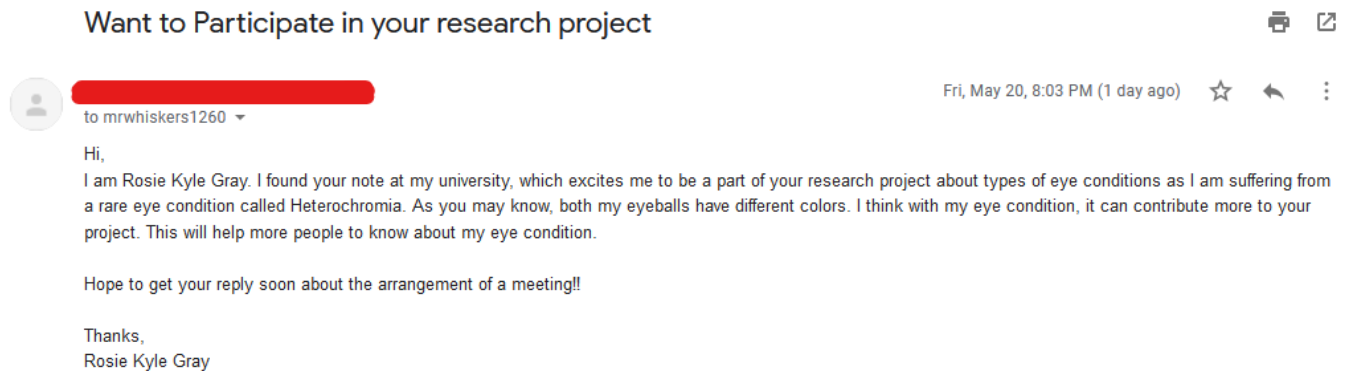 Want to Participate in your research project
Fri, May 20, 8:03 PM (1 day ago)
to mrwhiskers1260
Hi,
I am Rosie Kyle Gray. I found your note at my university, which excites me to be a part of your research project about types of eye conditions as I am suffering from
a rare eye condition called Heterochromia. As you may know, both my eyeballs have different colors. I think with my eye condition, it can contribute more to your
project. This will help more people to know about my eye condition.
Hope to get your reply soon about the arrangement of a meeting!!
Thanks,
Rosie Kyle Gray